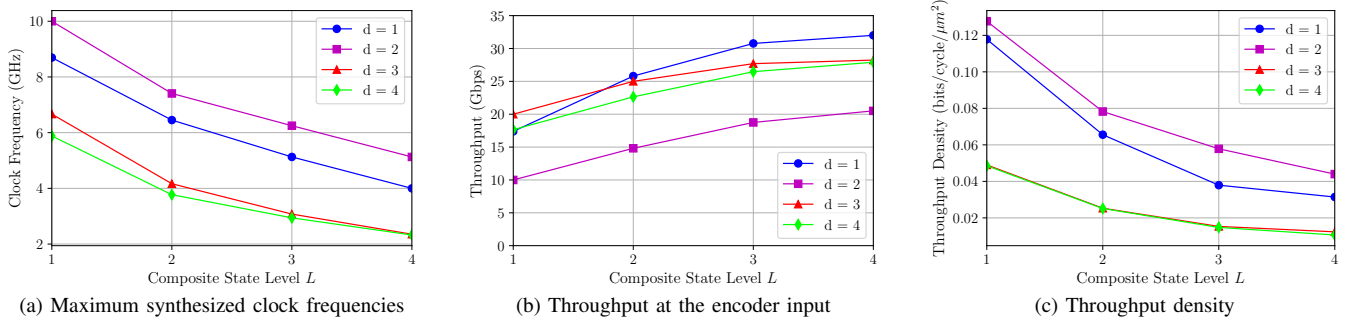 10
8
6
4
2
Clock Frequency (GHz)
d = 1
d = 2
d = 3
d = 4
1 2 3 4
Composite State Level L
(a) Maximum synthesized clock frequencies
35
30
25
20
15
10
5
0
Throughput (Gbps)
d = 1
d = 2
d = 3
d = 4
1 2 3 4
Composite State Level L
(b) Throughput at the encoder input
0.12
0.10
0.08
0.06
0.04
0.02
Throughput Density (bits/cycle/μm²)
d = 1
d = 2
d = 3
d = 4
1 2 3 4
Composite State Level L
(c) Throughput density